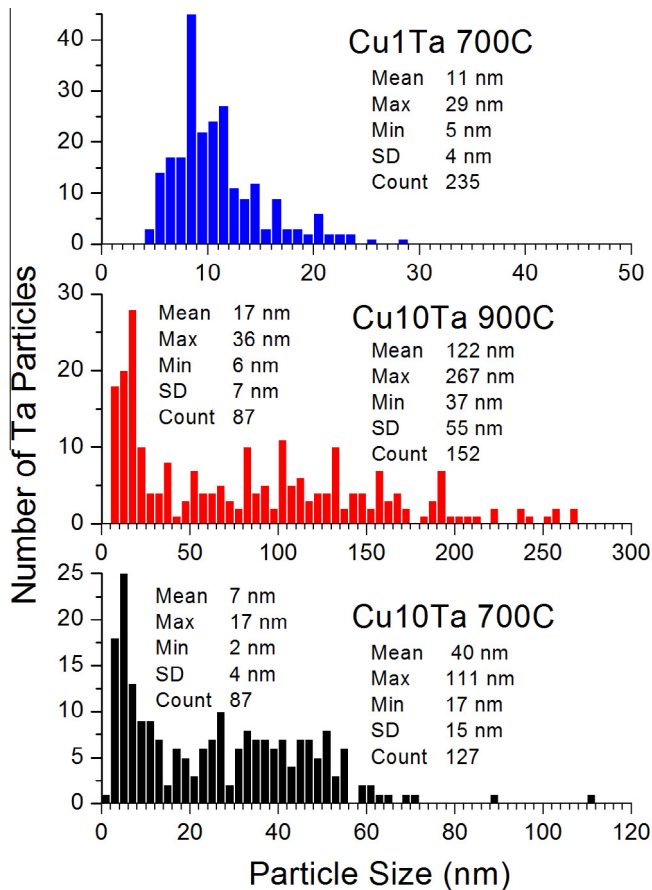 Number of Ta Particles
Cu1Ta 700C
Mean 11 nm
Max 29 nm
Min 5 nm
SD 4 nm
Count 235
40
30
20
10
0
0 10 20 30 40 50
Cu10Ta 900C
Mean 17 nm
Max 36 nm
Min 6 nm
SD 7 nm
Count 87
Mean 122 nm
Max 267 nm
Min 37 nm
SD 55 nm
Count 152
30
20
10
0
0 50 100 150 200 250 300
Cu10Ta 700C
Mean 7 nm
Max 17 nm
Min 2 nm
SD 4 nm
Count 87
Mean 40 nm
Max 111 nm
Min 17 nm
SD 15 nm
Count 127
25
20
15
10
5
0
0 20 40 60 80 100 120
Particle Size (nm)